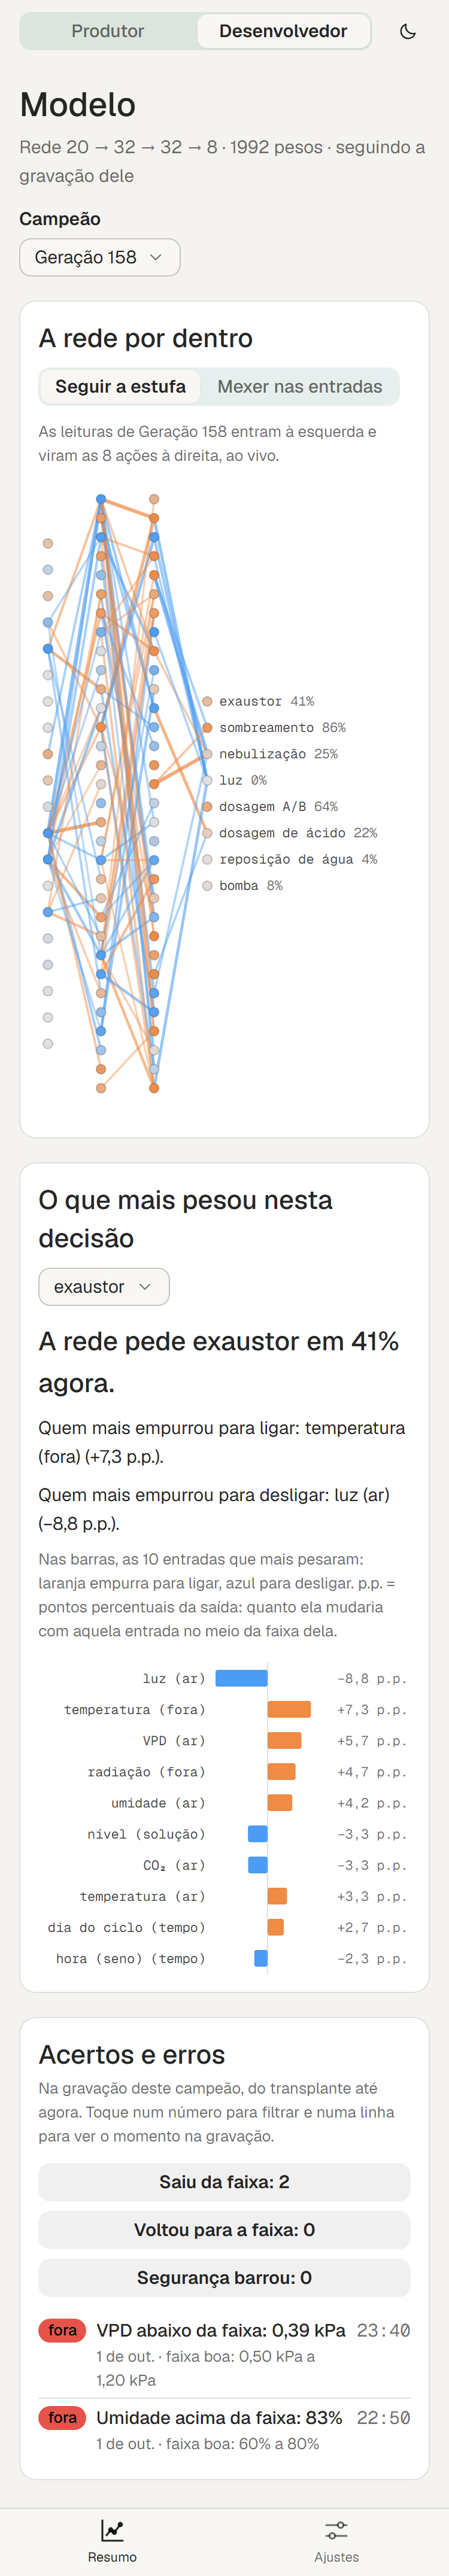 Produtor
Desenvolvedor
Modelo
Rede 20 → 32 → 32 → 8 · 1992 pesos · seguindo a
gravação dele
Campeão
Geração 158
A rede por dentro
Seguir a estufa
Mexer nas entradas
As leituras de Geração 158 entram à esquerda e
viram as 8 ações à direita, ao vivo.
exaustor 41%
sombreamento 86%
nebulização 25%
luz 0%
dosagem A/B 64%
dosagem de ácido 22%
reposição de água 4%
bomba 8%
O que mais pesou nesta
decisão
exaustor
A rede pede exaustor em 41%
agora.
Quem mais empurrou para ligar: temperatura
(fora) (+7,3 p.p.).
Quem mais empurrou para desligar: luz (ar)
(−8,8 p.p.).
Nas barras, as 10 entradas que mais pesaram:
laranja empurra para ligar, azul para desligar. p.p. =
pontos percentuais da saída: quanto ela mudaria
com aquela entrada no meio da faixa dela.
luz (ar) −8,8 p.p.
temperatura (fora) +7,3 p.p.
VPD (ar) +5,7 p.p.
radiação (fora) +4,7 p.p.
umidade (ar) +4,2 p.p.
nível (solução) −3,3 p.p.
CO₂ (ar) −3,3 p.p.
temperatura (ar) +3,3 p.p.
dia do ciclo (tempo) +2,7 p.p.
hora (seno) (tempo) −2,3 p.p.
Acertos e erros
Na gravação deste campeão, do transplante até
agora. Toque num número para filtrar e numa linha
para ver o momento na gravação.
Saiu da faixa: 2
Voltou para a faixa: 0
Segurança barrou: 0
fora VPD abaixo da faixa: 0,39 kPa 23:40
1 de out. · faixa boa: 0,50 kPa a
1,20 kPa
fora Umidade acima da faixa: 83% 22:50
1 de out. · faixa boa: 60% a 80%
Resumo
Ajustes